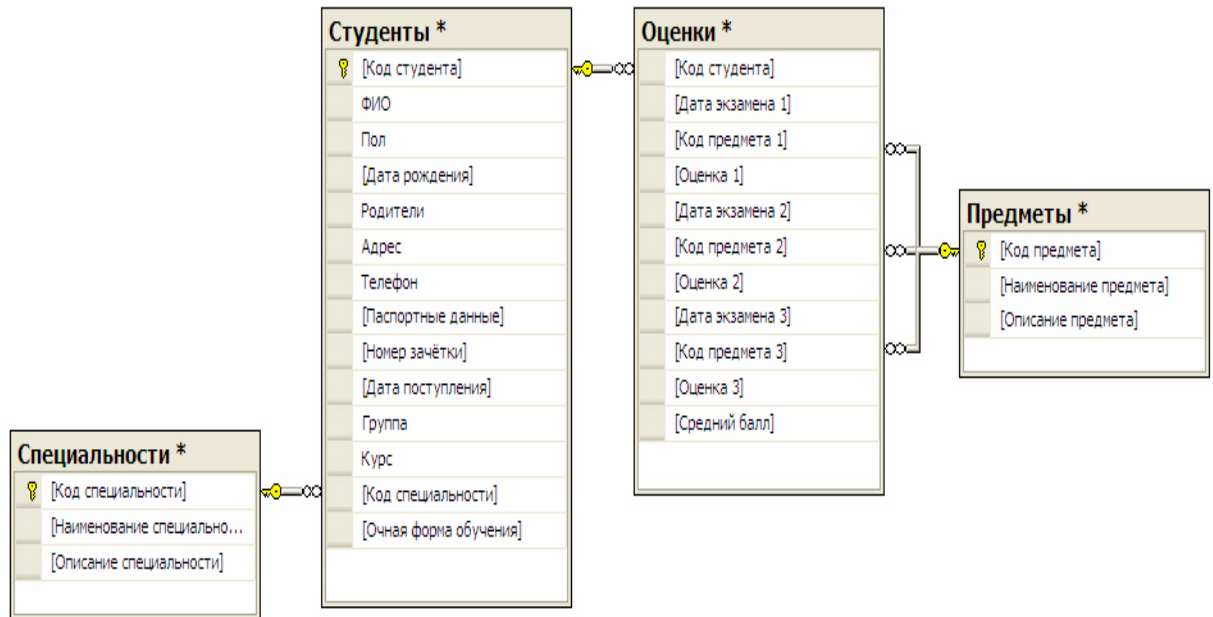 Студенты *
[Код студента]
ФИО
Пол
[Дата рождения]
Родители
Адрес
Телефон
[Паспортные данные]
[Номер зачётки]
[Дата поступления]
Группа
Курс
[Код специальности]
[Очная форма обучения]
Оценки *
[Код студента]
[Дата экзамена 1]
[Код предмета 1]
[Оценка 1]
[Дата экзамена 2]
[Код предмета 2]
[Оценка 2]
[Дата экзамена 3]
[Код предмета 3]
[Оценка 3]
[Средний балл]
Предметы *
[Код предмета]
[Наименование предмета]
[Описание предмета]
Специальности *
[Код специальности]
[Наименование специально...
[Описание специальности]